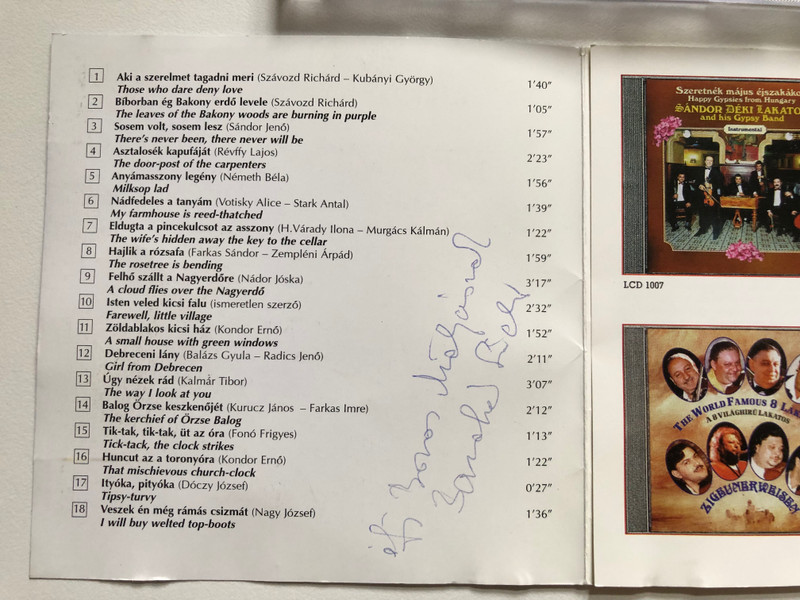 1 Aki a szerelmet tagadni meri (Szávozd Richárd – Kubányi György) 1'40"
Those who dare deny love
2 Bíborban ég Bakony erdő levele (Szávozd Richárd) 1'05"
The leaves of the Bakony woods are burning in purple
3 Sosem volt, sosem lesz (Sándor Jenő) 1'57"
There's never been, there never will be
4 Asztalosék kapufáját (Révffy Lajos) 2'23"
The door-post of the carpenters
5 Anyámasszony legény (Németh Béla) 1'56"
Milksop lad
6 Nádfedeles a tanyám (Votisky Alice – Stark Antal) 1'39"
My farmhouse is reed-thatched
7 Eldugta a pincekulcsot az asszony (H.Várady Ilona – Murgács Kálmán) 1'22"
The wife's hidden away the key to the cellar
8 Hajlik a rózsafa (Farkas Sándor – Zempléni Árpád) 1'59"
The rosetree is bending
9 Felhő szállt a Nagyerdőre (Nádor Jóska) 3'17"
A cloud flies over the Nagyerdő
10 Isten veled kicsi falu (ismeretlen szerző) 2'32"
Farewell, little village
11 Zöldablakos kicsi ház (Kondor Ernő) 1'52"
A small house with green windows
12 Debreceni lány (Balázs Gyula – Radics Jenő) 2'11"
Girl from Debrecen
13 Úgy nézek rád (Kalmár Tibor) 3'07"
The way I look at you
14 Balog Örzse keszkenőjét (Kurucz János – Farkas Imre) 2'12"
The kerchief of Örzse Balog
15 Tik-tak, tik-tak, üt az óra (Fonó Frigyes) 1'13"
Tick-tack, the clock strikes
16 Huncut az a toronyóra (Kondor Ernő) 1'22"
That mischievous church-clock
17 Ityóka, pityóka (Dóczy József) 0'27"
Tipsy-turvy
18 Veszek én még rámás csizmát (Nagy József) 1'36"
I will buy welted top-boots
Szeretnék május éjszakáko
Happy Gypsies from Hungary
SÁNDOR DÉKI LAKATO
and his Gypsy Band
Instrumental
LCD 1007
THE WORLD FAMOUS 8 LAK
A 8 VILÁGHÍRŰ LAKATOS
ZIGEUNERWEISEN